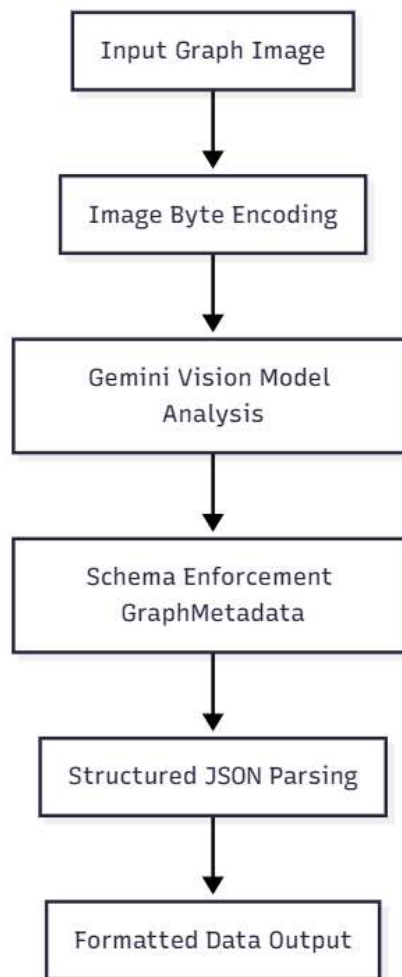 Input Graph Image
Image Byte Encoding
Gemini Vision Model
Analysis
Schema Enforcement
GraphMetadata
Structured JSON Parsing
Formatted Data Output